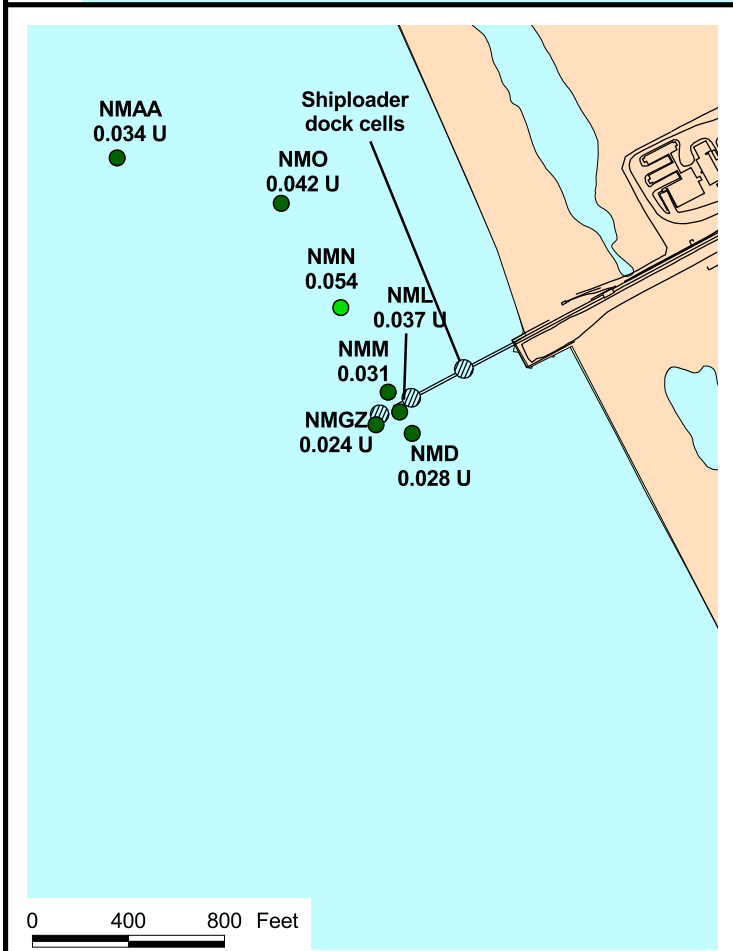 NMAA
0.034 U
Shiploader
dock cells
NMO
0.042 U
NMN
0.054
NML
0.037 U
NMM
0.031
NMGZ
0.024 U
NMD
0.028 U
0 400 800 Feet